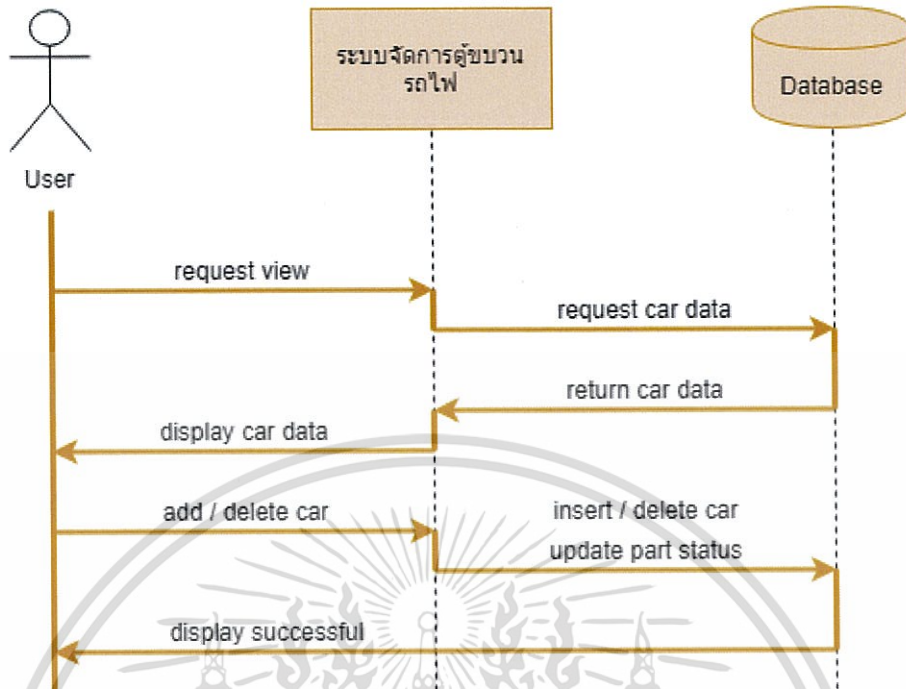 ระบบจัดการตู้ขบวน
รถไฟ
Database
User
request view
request car data
return car data
display car data
add / delete car
insert / delete car
update part status
display successful